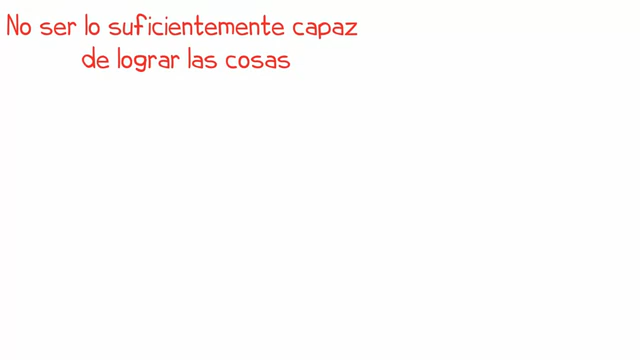 No ser lo suficientemente capaz
de lograr las cosas